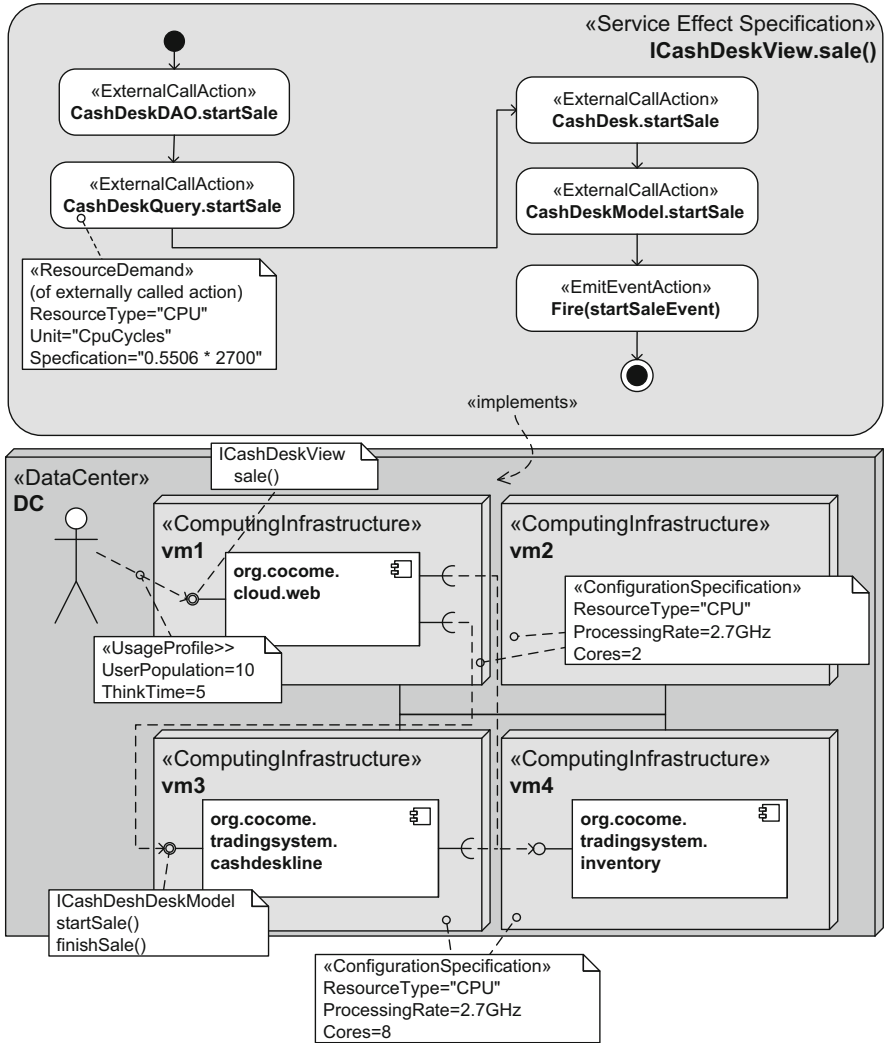 «Service Effect Specification»
ICashDeskView.sale()
«ExternalCallAction»
CashDeskDAO.startSale
«ExternalCallAction»
CashDeskQuery.startSale
«ResourceDemand»
(of externally called action)
ResourceType="CPU"
Unit="CpuCycles"
Specfication="0.5506 * 2700"
«ExternalCallAction»
CashDesk.startSale
«ExternalCallAction»
CashDeskModel.startSale
«EmitEventAction»
Fire(startSaleEvent)
«implements»
«DataCenter»
DC
ICashDeskView
sale()
«ComputingInfrastructure»
vm1
org.cocome.
cloud.web
«UsageProfile>>
UserPopulation=10
ThinkTime=5
«ComputingInfrastructure»
vm2
«ConfigurationSpecification»
ResourceType="CPU"
ProcessingRate=2.7GHz
Cores=2
«ComputingInfrastructure»
vm3
org.cocome.
tradingsystem.
cashdeskline
ICashDeshDeskModel
startSale()
finishSale()
«ComputingInfrastructure»
vm4
org.cocome.
tradingsystem.
inventory
«ConfigurationSpecification»
ResourceType="CPU"
ProcessingRate=2.7GHz
Cores=8